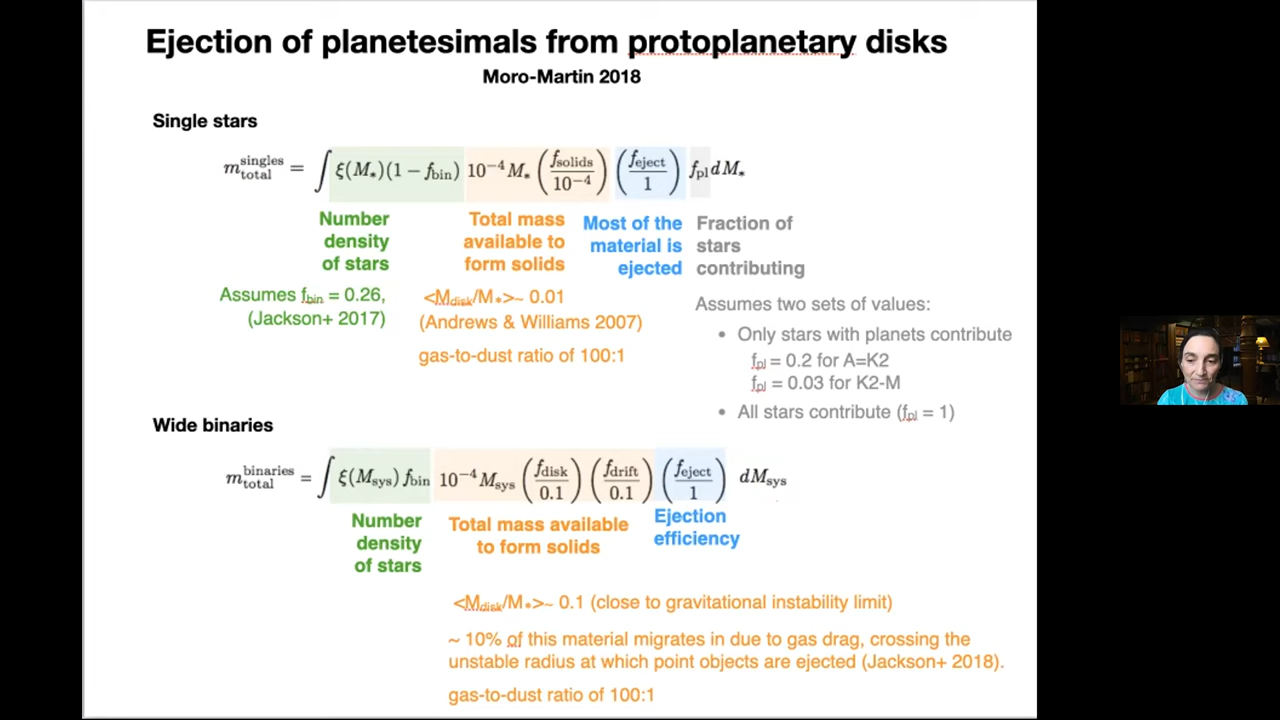 Ejection of planetesimals from protoplanetary disks
Moro-Martin 2018
Single stars
m_total^singles = ∫ ξ(M_*)(1 − f_bin) 10^−4 M_* (f_solids/10^−4) (f_eject/1) f_pl dM_*
Number
density
of stars
Total mass
available to
form solids
Most of the
material is
ejected
Fraction of
stars
contributing
Assumes f_bin = 0.26,
(Jackson+ 2017)
<M_disk/M_*>~ 0.01
(Andrews & Williams 2007)
gas-to-dust ratio of 100:1
Assumes two sets of values:
• Only stars with planets contribute
f_pl = 0.2 for A=K2
f_pl = 0.03 for K2-M
• All stars contribute (f_pl = 1)
Wide binaries
m_total^binaries = ∫ ξ(M_sys) f_bin 10^−4 M_sys (f_disk/0.1) (f_drift/0.1) (f_eject/1) dM_sys
Number
density
of stars
Total mass available
to form solids
Ejection
efficiency
<M_disk/M_*>~ 0.1 (close to gravitational instability limit)
~ 10% of this material migrates in due to gas drag, crossing the
unstable radius at which point objects are ejected (Jackson+ 2018).
gas-to-dust ratio of 100:1